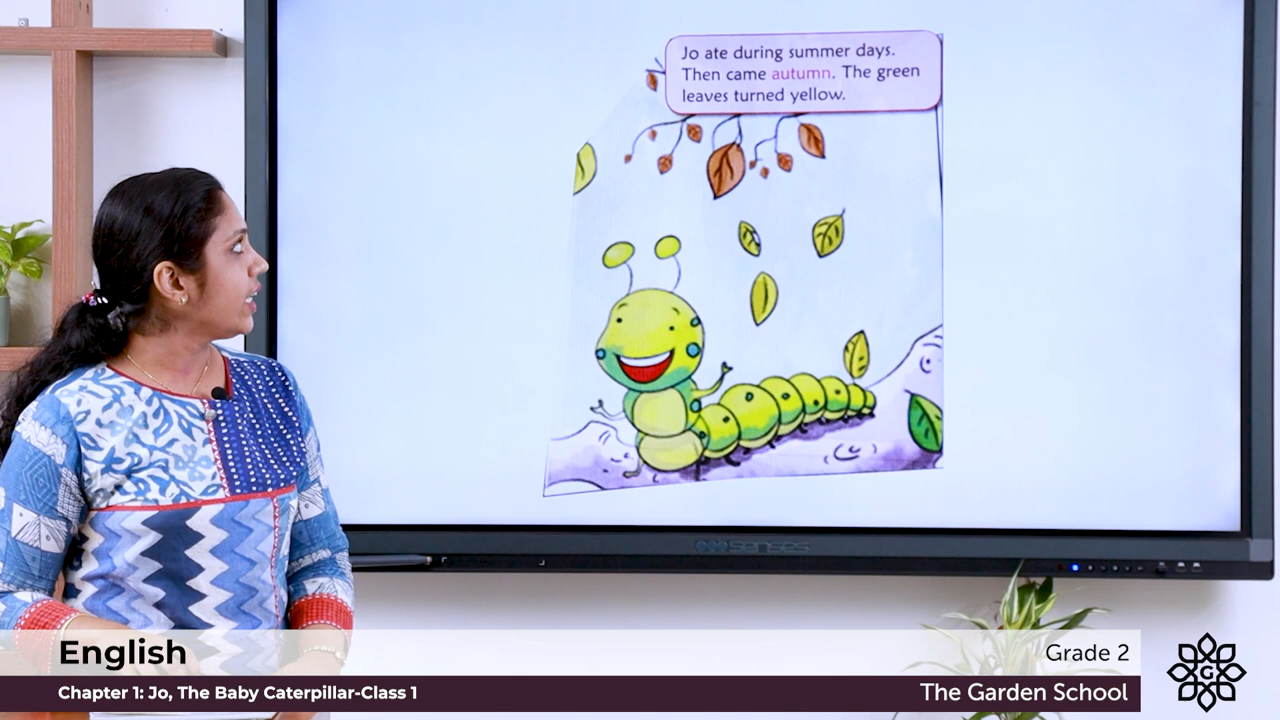 Jo ate during summer days.
Then came autumn. The green
leaves turned yellow.
senses
English
Grade 2
Chapter 1: Jo, The Baby Caterpillar-Class 1
The Garden School
G